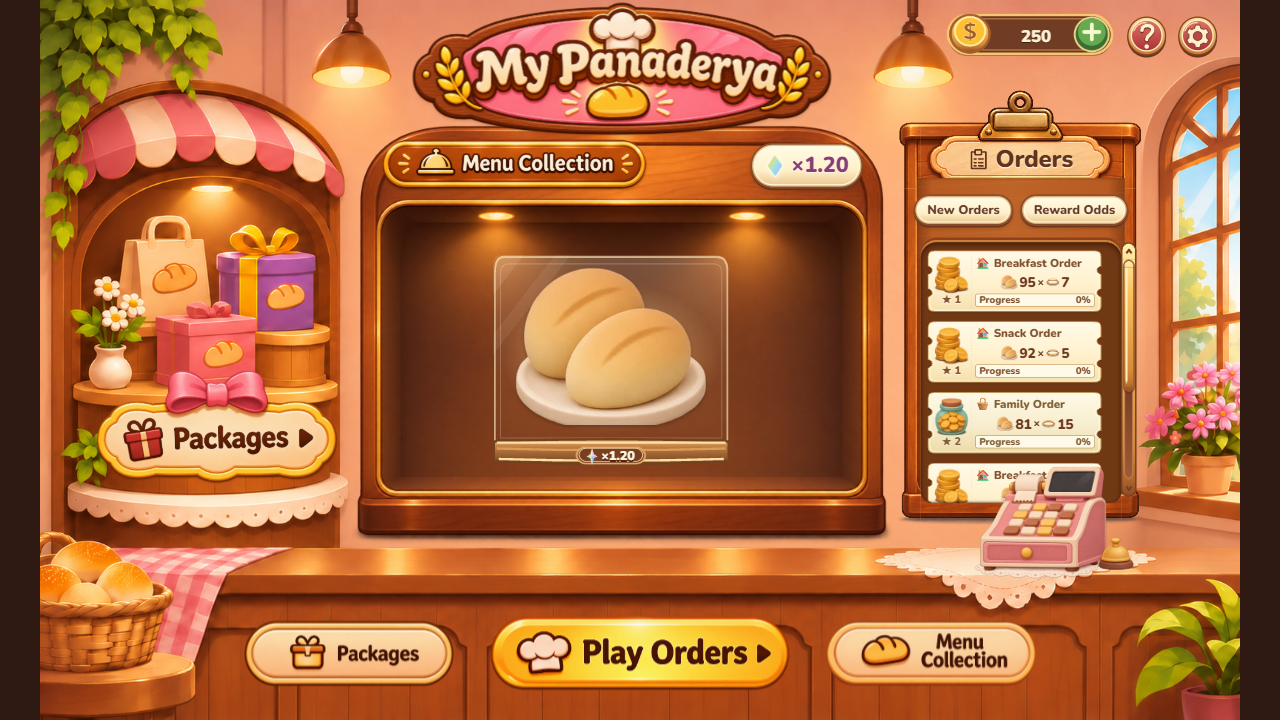 My Panaderya
$ 250 +
?
Menu Collection
×1.20
Orders
New Orders
Reward Odds
Breakfast Order
95 × 7
★ 1
Progress 0%
Snack Order
92 × 5
★ 1
Progress 0%
Family Order
81 × 15
★ 2
Progress 0%
×1.20
Packages
Packages
Play Orders
Menu
Collection